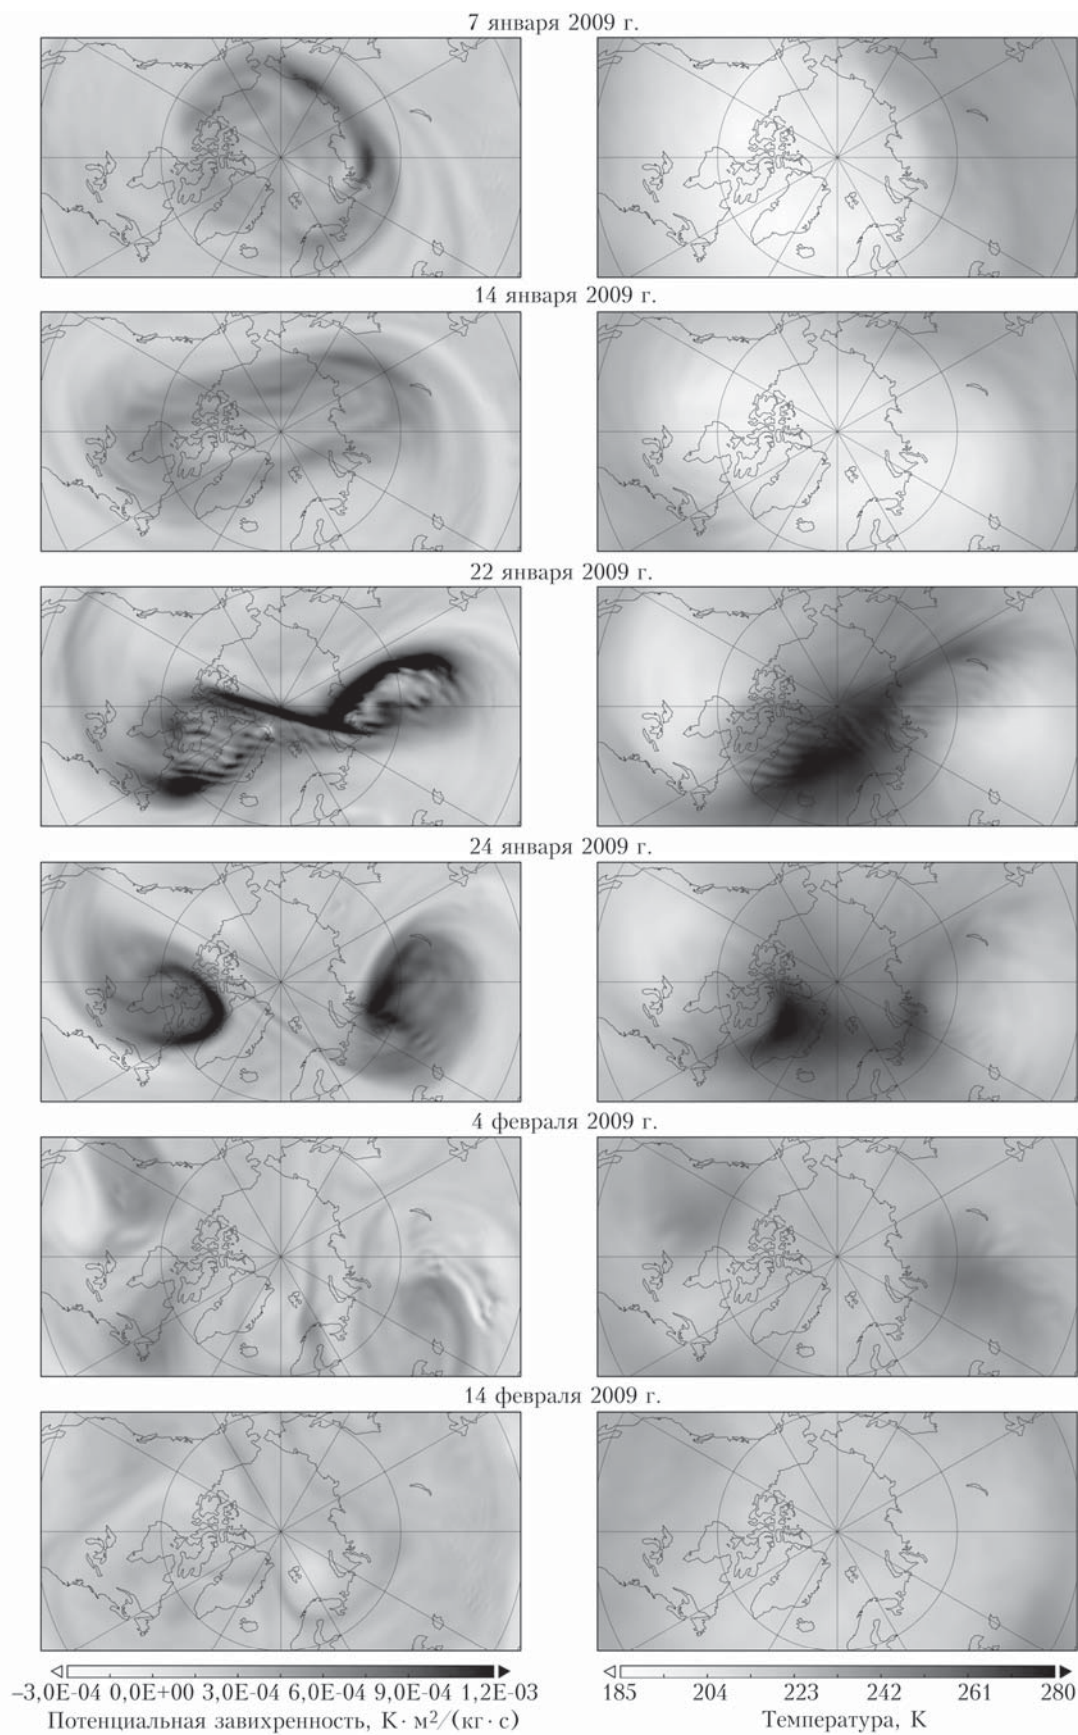 7 января 2009 г.
14 января 2009 г.
22 января 2009 г.
24 января 2009 г.
4 февраля 2009 г.
14 февраля 2009 г.
−3,0E-04 0,0E+00 3,0E-04 6,0E-04 9,0E-04 1,2E-03
Потенциальная завихренность, К · м²/(кг · с)
185 204 223 242 261 280
Температура, К